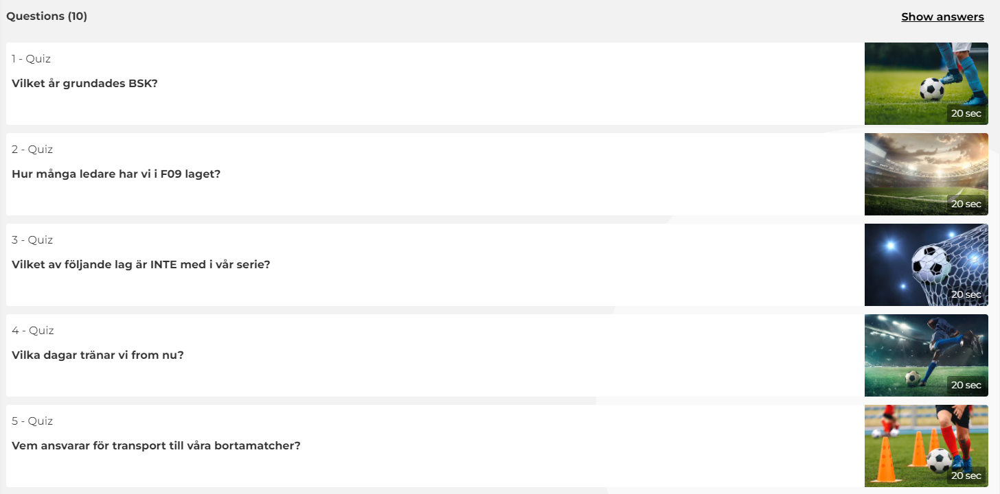 Questions (10)
Show answers
1 - Quiz
Vilket år grundades BSK?
20 sec
2 - Quiz
Hur många ledare har vi i F09 laget?
20 sec
3 - Quiz
Vilket av följande lag är INTE med i vår serie?
20 sec
4 - Quiz
Vilka dagar tränar vi from nu?
20 sec
5 - Quiz
Vem ansvarar för transport till våra bortamatcher?
20 sec